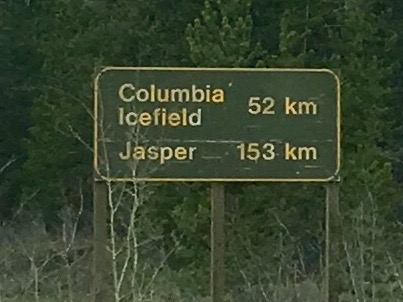 Columbia
Icefield 52 km
Jasper 153 km